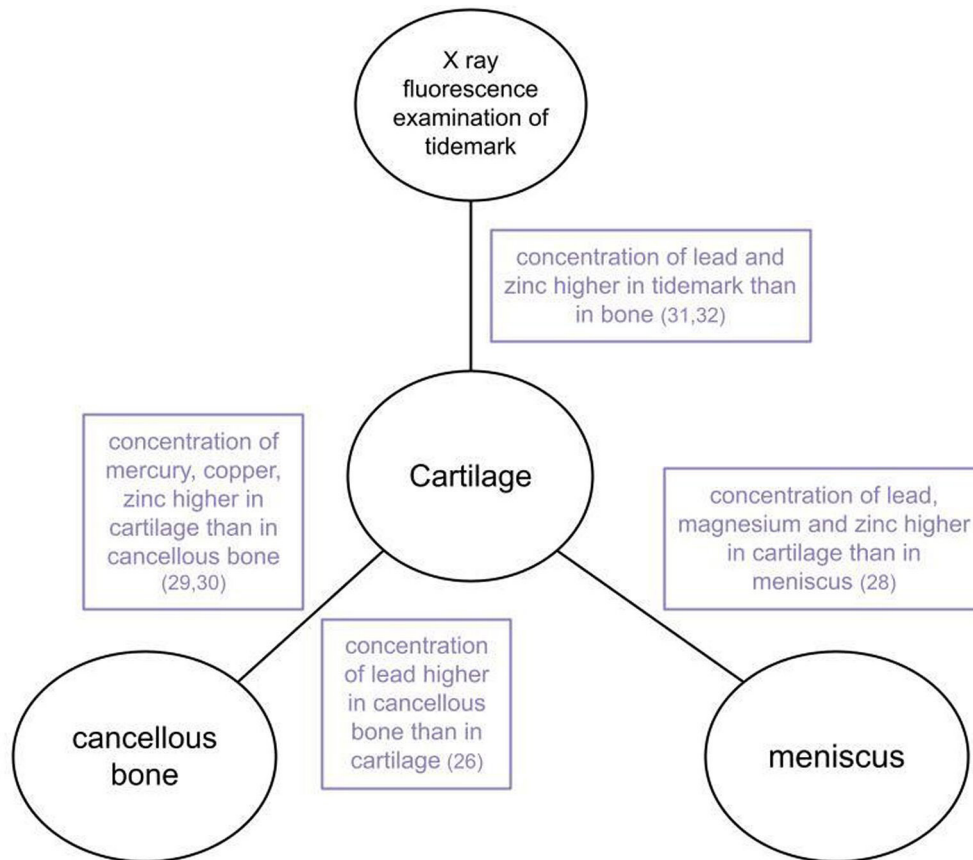 X ray
fluorescence
examination of
tidemark
concentration of lead and
zinc higher in tidemark than
in bone (31,32)
concentration of
mercury, copper,
zinc higher in
cartilage than in
cancellous bone
(29,30)
Cartilage
concentration of lead,
magnesium and zinc higher
in cartilage than in
meniscus (28)
concentration
of lead higher
in cancellous
bone than in
cartilage (26)
cancellous
bone
meniscus